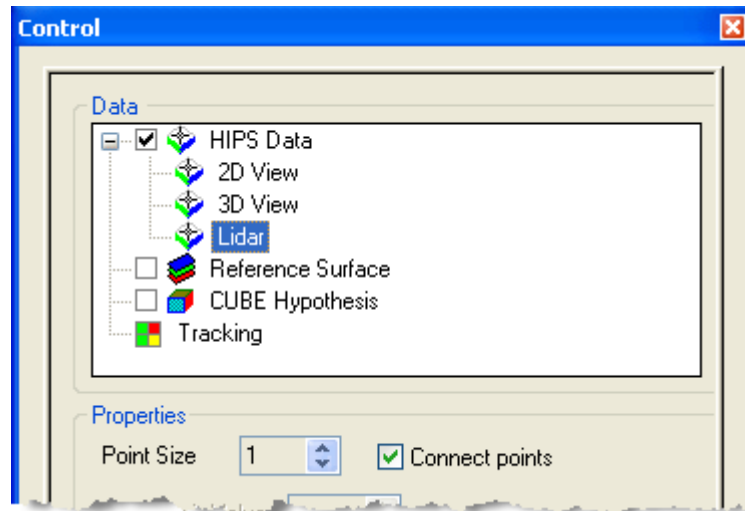 Control
Data
HIPS Data
2D View
3D View
Lidar
Reference Surface
CUBE Hypothesis
Tracking
Properties
Point Size 1 Connect points